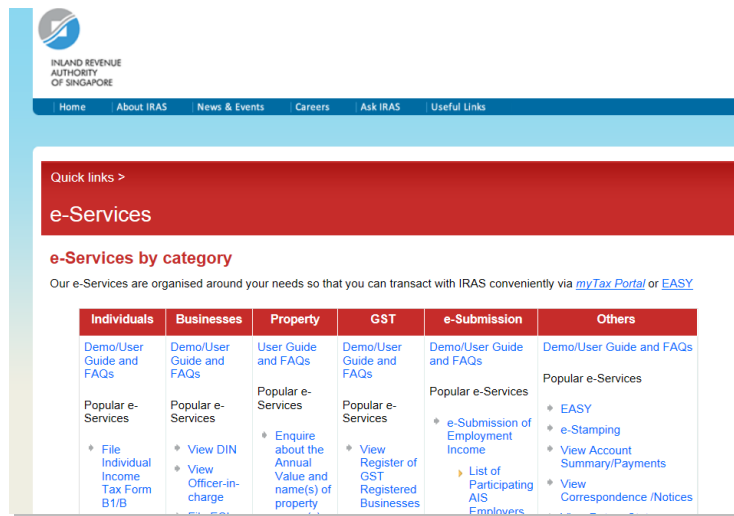 INLAND REVENUE
AUTHORITY
OF SINGAPORE
Home About IRAS News & Events Careers Ask IRAS Useful Links
Quick links >
e-Services
e-Services by category
Our e-Services are organised around your needs so that you can transact with IRAS conveniently via myTax Portal or EASY
Individuals
Demo/User
Guide and
FAQs
Popular e-
Services
File
Individual
Income
Tax Form
B1/B
Businesses
Demo/User
Guide and
FAQs
Popular e-
Services
View DIN
View
Officer-in-
charge
Property
User Guide
and FAQs
Popular e-
Services
Enquire
about the
Annual
Value and
name(s) of
property
GST
Demo/User
Guide and
FAQs
Popular e-
Services
View
Register of
GST
Registered
Businesses
e-Submission
Demo/User Guide
and FAQs
Popular e-Services
e-Submission of
Employment
Income
List of
Participating
AIS
Employers
Others
Demo/User Guide and FAQs
Popular e-Services
EASY
e-Stamping
View Account
Summary/Payments
View
Correspondence /Notices